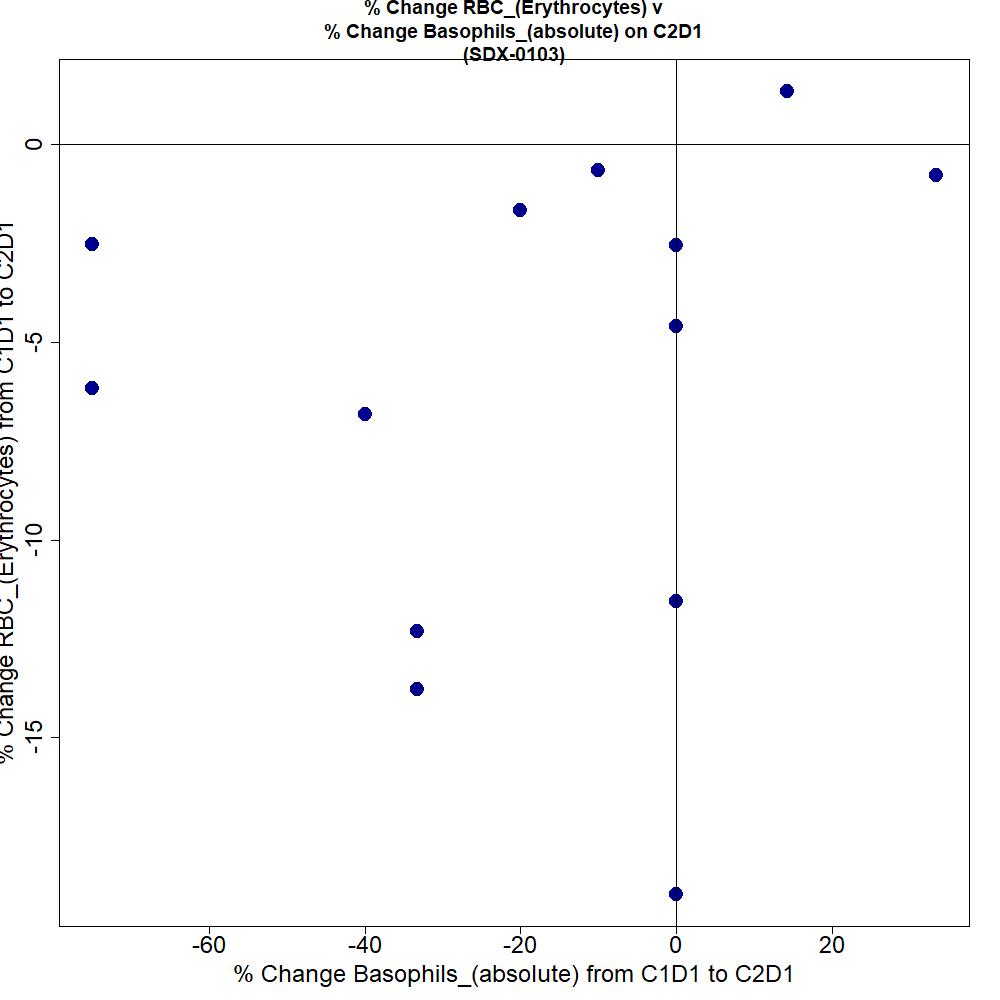 % Change RBC_(Erythrocytes) v
% Change Basophils_(absolute) on C2D1
(SDX-0103)
% Change RBC_(Erythrocytes) from C1D1 to C2D1
0
-5
-10
-15
-60
-40
-20
0
20
% Change Basophils_(absolute) from C1D1 to C2D1